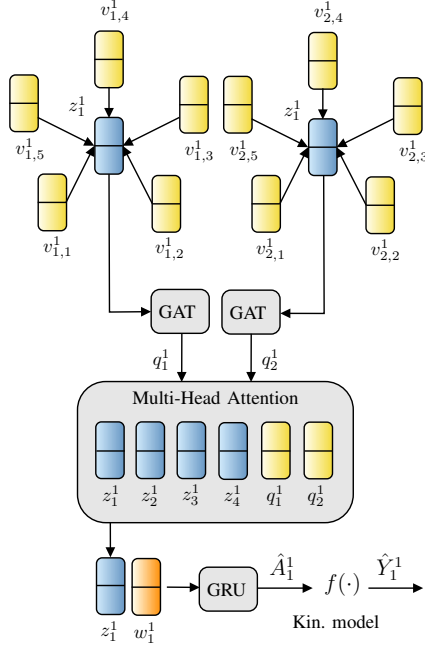 v^1_{1,4} v^1_{2,4}
z^1_1 z^1_1
v^1_{1,5} v^1_{1,3} v^1_{2,5} v^1_{2,3}
v^1_{1,1} v^1_{1,2} v^1_{2,1} v^1_{2,2}
GAT GAT
q^1_1 q^1_2
Multi-Head Attention
z^1_1 z^1_2 z^1_3 z^1_4 q^1_1 q^1_2
GRU Â^1_1 f(·) Ŷ^1_1
z^1_1 w^1_1 Kin. model